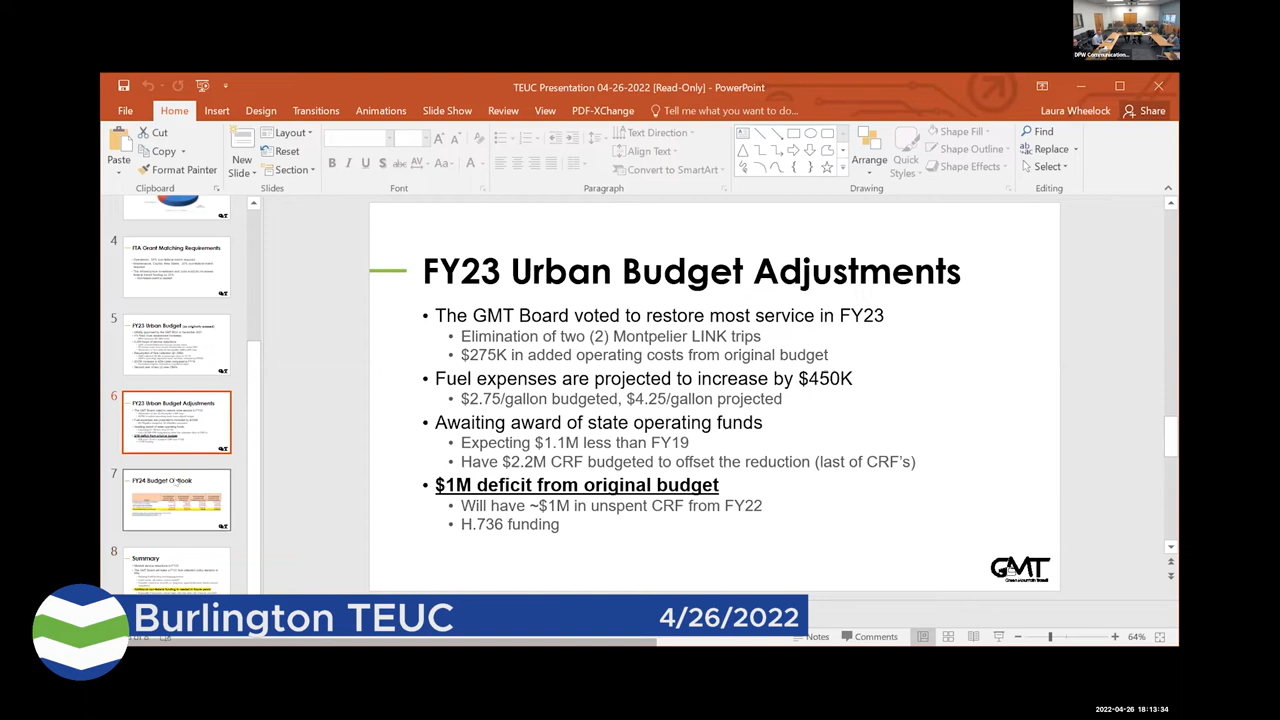 DPW Communication...
TEUC Presentation 04-26-2022 [Read-Only] - PowerPoint
File Home Insert Design Transitions Animations Slide Show Review View PDF-XChange Tell me what you want to do... Laura Wheelock Share
Paste
Cut
Copy
Format Painter
Clipboard
New Slide
Layout
Reset
Section
Slides
B I U S abc AV Aa A
Font
Text Direction
Align Text
Convert to SmartArt
Paragraph
Arrange
Quick Styles
Shape Fill
Shape Outline
Shape Effects
Drawing
Find
Replace
Select
Editing
4
FTA Grant Matching Requirements
5
FY23 Urban Budget
6
FY23 Urban Budget Adjustments
7
FY24 Budget Outlook
8
Summary
FY23 Urban Budget Adjustments
• The GMT Board voted to restore most service in FY23
• Elimination of two (2) Montpelier LINK trips
• $275K in added operating costs from original budget
• Fuel expenses are projected to increase by $450K
• $2.75/gallon budgeted, $4.25/gallon projected
• Awaiting award of state operating funds
• Expecting $1.1M less than FY19
• Have $2.2M CRF budgeted to offset the reduction (last of CRF's)
• $1M deficit from original budget
• Will have ~$1M in unspent CRF from FY22
• H.736 funding
GMT
Green Mountain Transit
Burlington TEUC 4/26/2022
Notes Comments 64%
2022-04-26 18:13:34